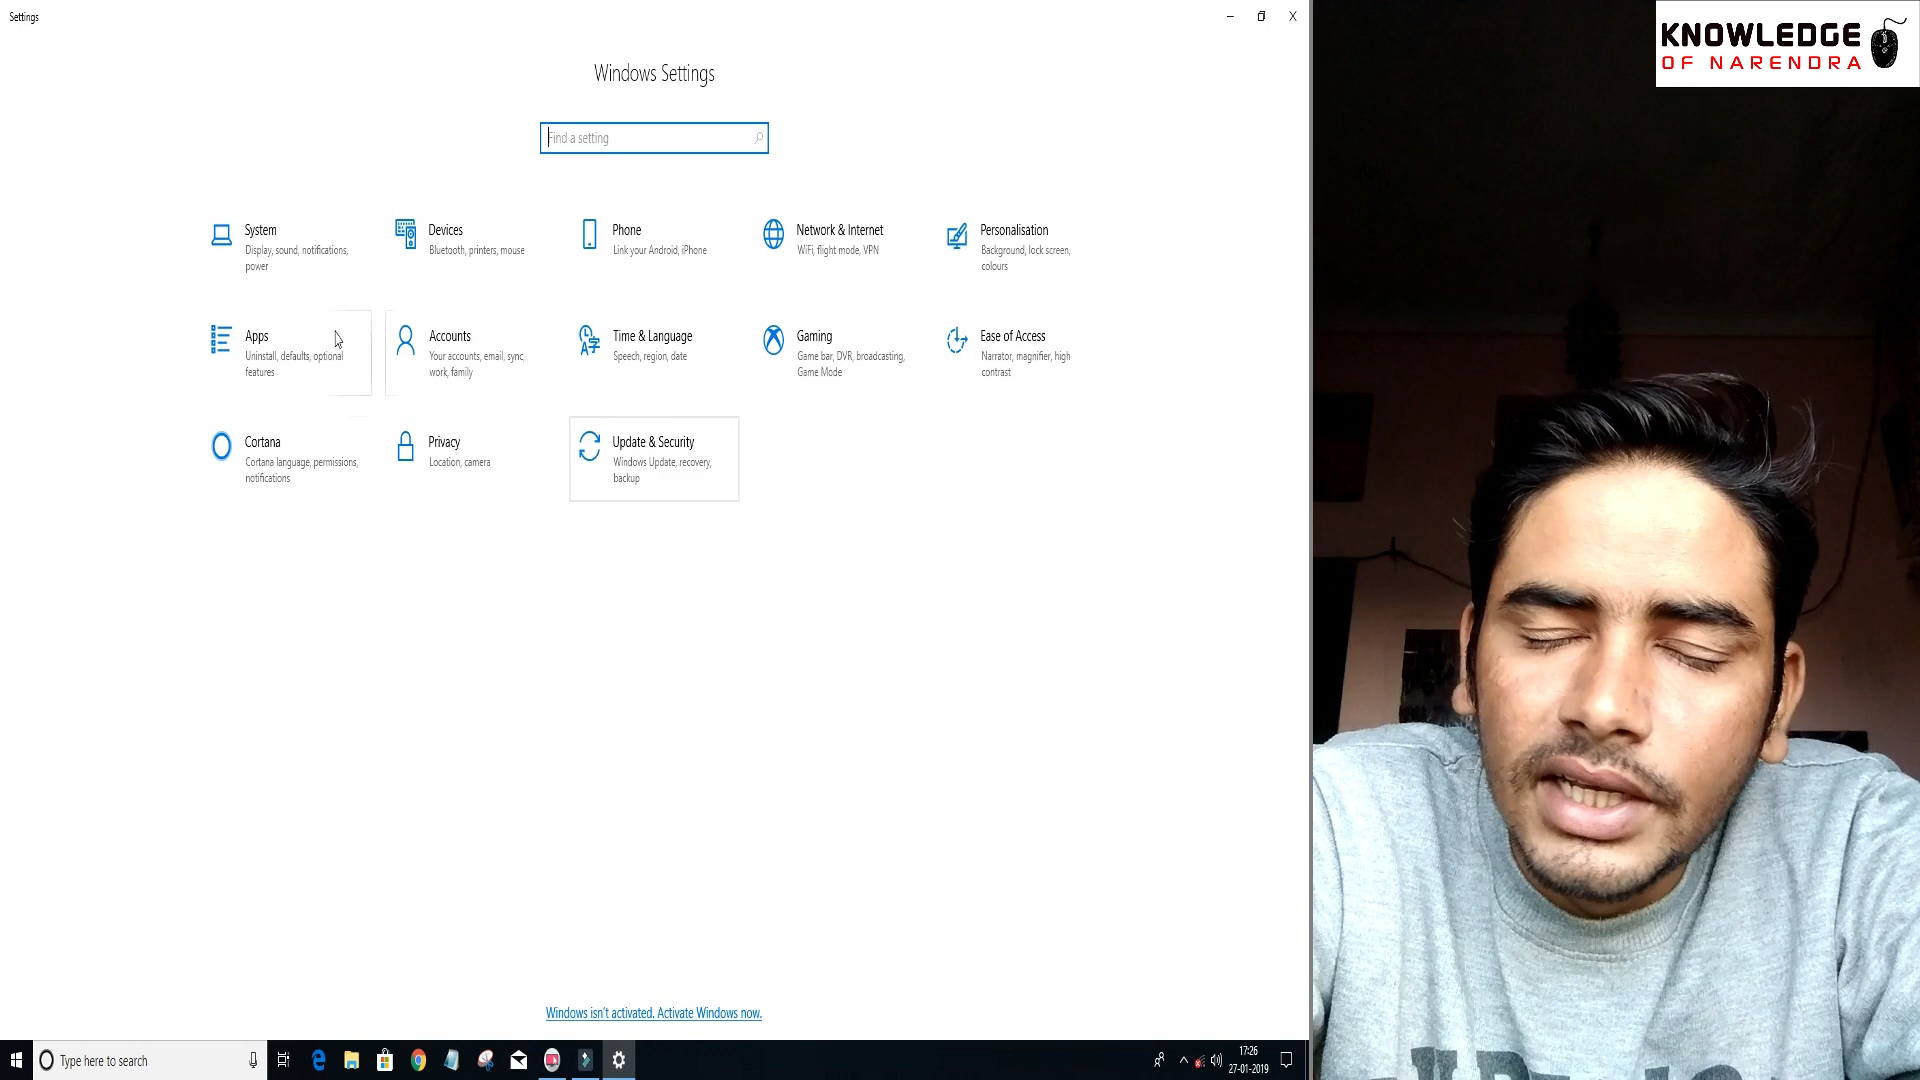 Settings
KNOWLEDGE
OF NARENDRA
Windows Settings
Find a setting
System
Display, sound, notifications,
power
Devices
Bluetooth, printers, mouse
Phone
Link your Android, iPhone
Network & Internet
WiFi, flight mode, VPN
Personalisation
Background, lock screen,
colours
Apps
Uninstall, defaults, optional
features
Accounts
Your accounts, email, sync,
work, family
Time & Language
Speech, region, date
Gaming
Game bar, DVR, broadcasting,
Game Mode
Ease of Access
Narrator, magnifier, high
contrast
Cortana
Cortana language, permissions,
notifications
Privacy
Location, camera
Update & Security
Windows Update, recovery,
backup
Windows isn't activated. Activate Windows now.
Type here to search
17:26
27-01-2019